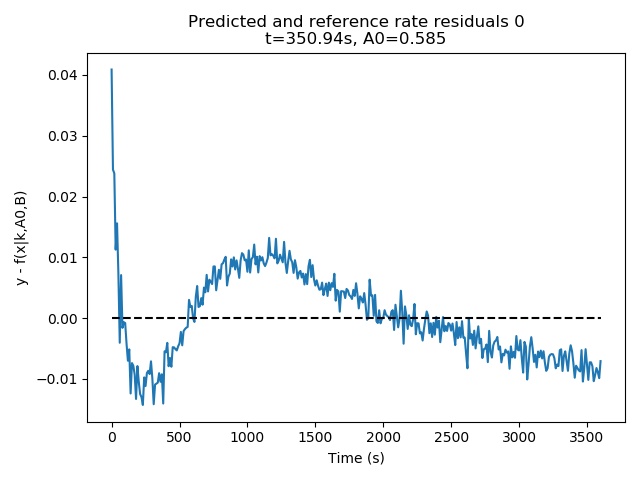 Predicted and reference rate residuals 0
t=350.94s, A0=0.585
y - f(x|k,A0,B)
0.04
0.03
0.02
0.01
0.00
−0.01
0 500 1000 1500 2000 2500 3000 3500
Time (s)